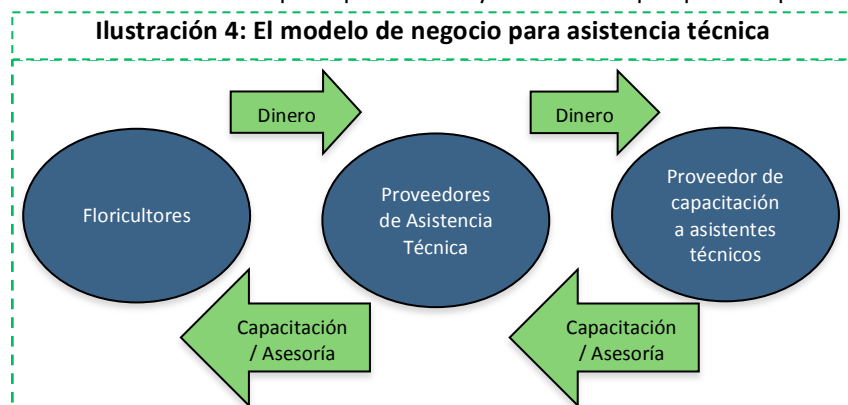 Ilustración 4: El modelo de negocio para asistencia técnica
Dinero
Dinero
Floricultores
Proveedores
de Asistencia
Técnica
Proveedor de
capacitación
a asistentes
técnicos
Capacitación
/ Asesoría
Capacitación
/ Asesoría